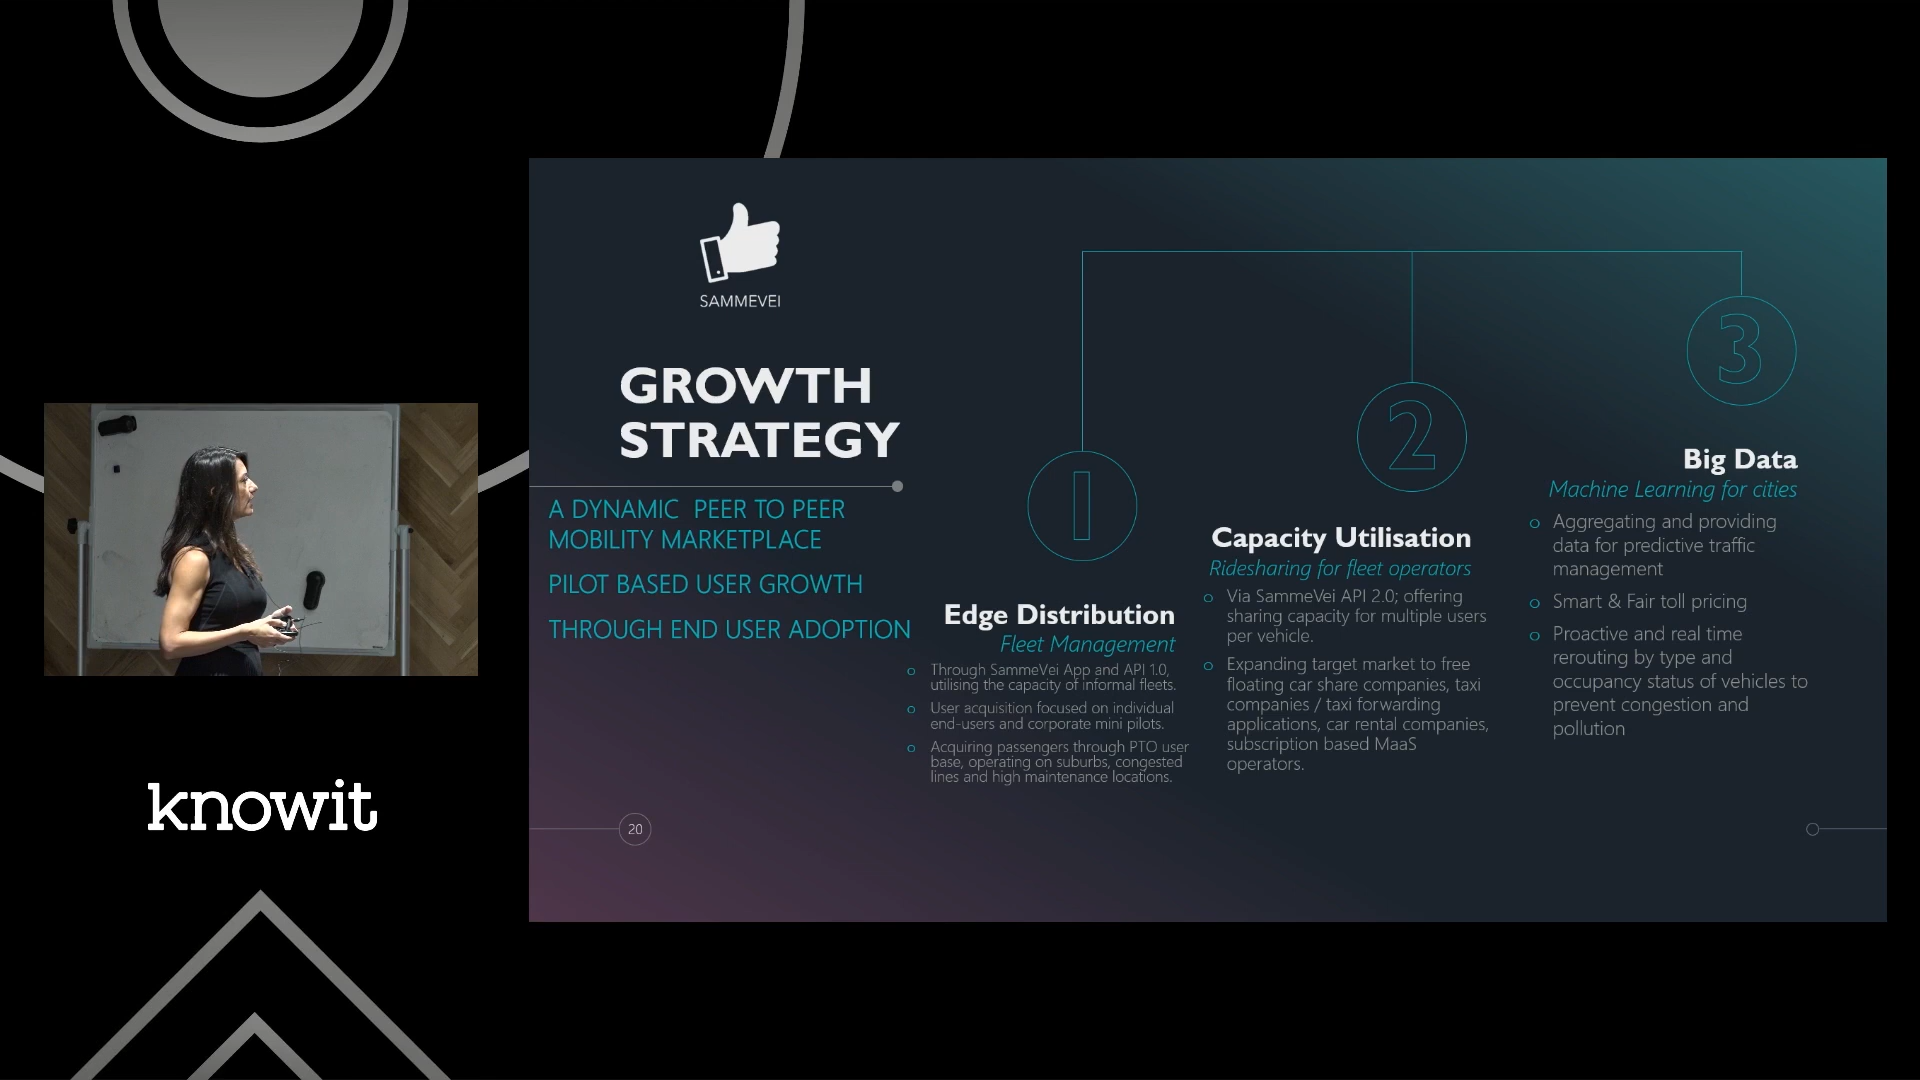 SAMMEVEI
GROWTH
STRATEGY
A DYNAMIC PEER TO PEER
MOBILITY MARKETPLACE
PILOT BASED USER GROWTH
THROUGH END USER ADOPTION
1
Edge Distribution
Fleet Management
o Through SammeVei App and API 1.0,
utilising the capacity of informal fleets.
o User acquisition focused on individual
end-users and corporate mini pilots.
o Acquiring passengers through PTO user
base, operating on suburbs, congested
lines and high maintenance locations.
2
Capacity Utilisation
Ridesharing for fleet operators
o Via SammeVei API 2.0; offering
sharing capacity for multiple users
per vehicle.
o Expanding target market to free
floating car share companies, taxi
companies / taxi forwarding
applications, car rental companies,
subscription based MaaS
operators.
3
Big Data
Machine Learning for cities
o Aggregating and providing
data for predictive traffic
management
o Smart & Fair toll pricing
o Proactive and real time
rerouting by type and
occupancy status of vehicles to
prevent congestion and
pollution
20
knowit